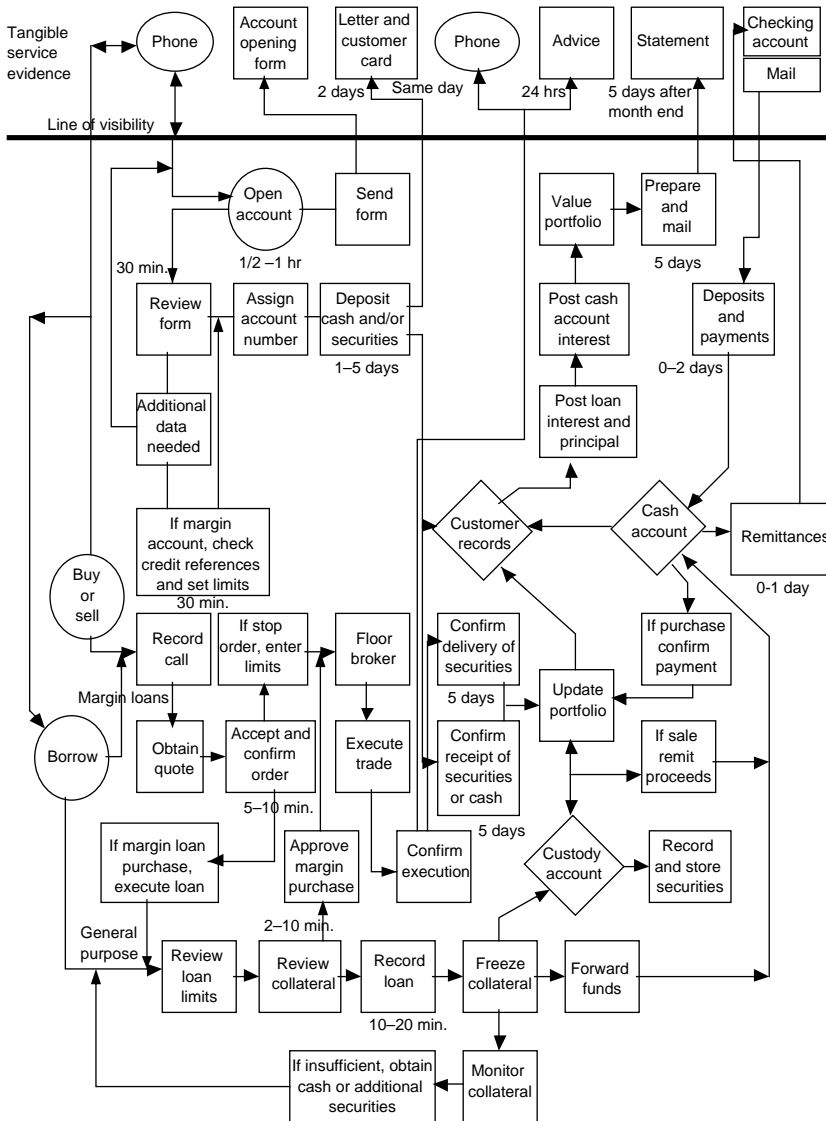 Tangible
service
evidence
Phone
Account
opening
form
Letter and
customer
card
Phone
Advice
Statement
Checking
account
Mail
2 days
Same day
24 hrs
5 days after
month end
Line of visibility
Open
account
Send
form
Value
portfolio
Prepare
and
mail
30 min.
1/2 –1 hr
5 days
Review
form
Assign
account
number
Deposit
cash and/or
securities
Post cash
account
interest
Deposits
and
payments
1–5 days
0–2 days
Additional
data
needed
Post loan
interest and
principal
If margin
account, check
credit references
and set limits
30 min.
Customer
records
Cash
account
Remittances
0-1 day
Buy
or
sell
Record
call
If stop
order, enter
limits
Floor
broker
Confirm
delivery of
securities
5 days
If purchase
confirm
payment
Update
portfolio
Margin loans
Borrow
Obtain
quote
Accept and
confirm
order
5–10 min.
Execute
trade
Confirm
receipt of
securities
or cash
5 days
If sale
remit
proceeds
If margin loan
purchase,
execute loan
Approve
margin
purchase
2–10 min.
Confirm
execution
Custody
account
Record
and store
securities
General
purpose
Review
loan
limits
Review
collateral
Record
loan
10–20 min.
Freeze
collateral
Forward
funds
If insufficient, obtain
cash or additional
securities
Monitor
collateral